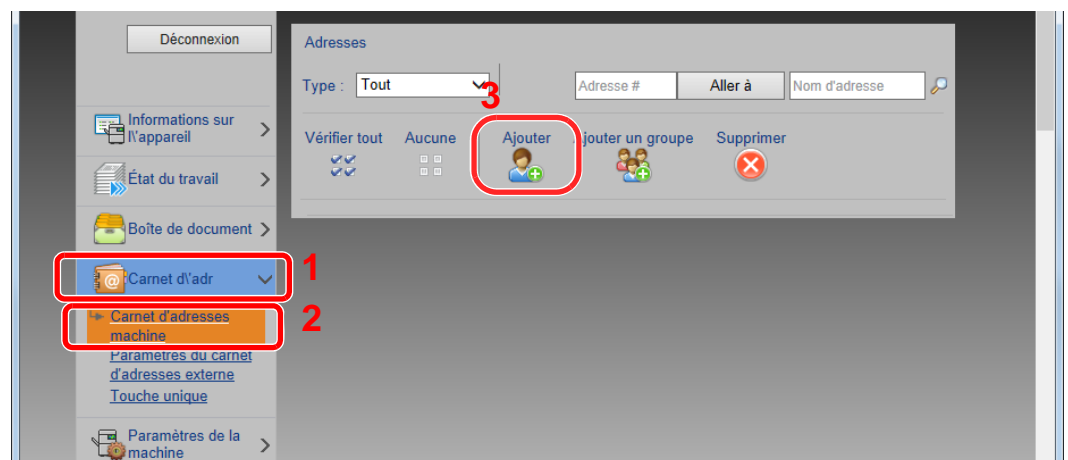 Déconnexion
Informations sur
l\'appareil
État du travail
Boîte de document
Carnet d\'adr
1
Carnet d'adresses
machine
2
Paramètres du carnet
d'adresses externe
Touche unique
Paramètres de la
machine
Adresses
Type : Tout
Adresse #
Aller à
Nom d'adresse
3
Vérifier tout
Aucune
Ajouter
Ajouter un groupe
Supprimer